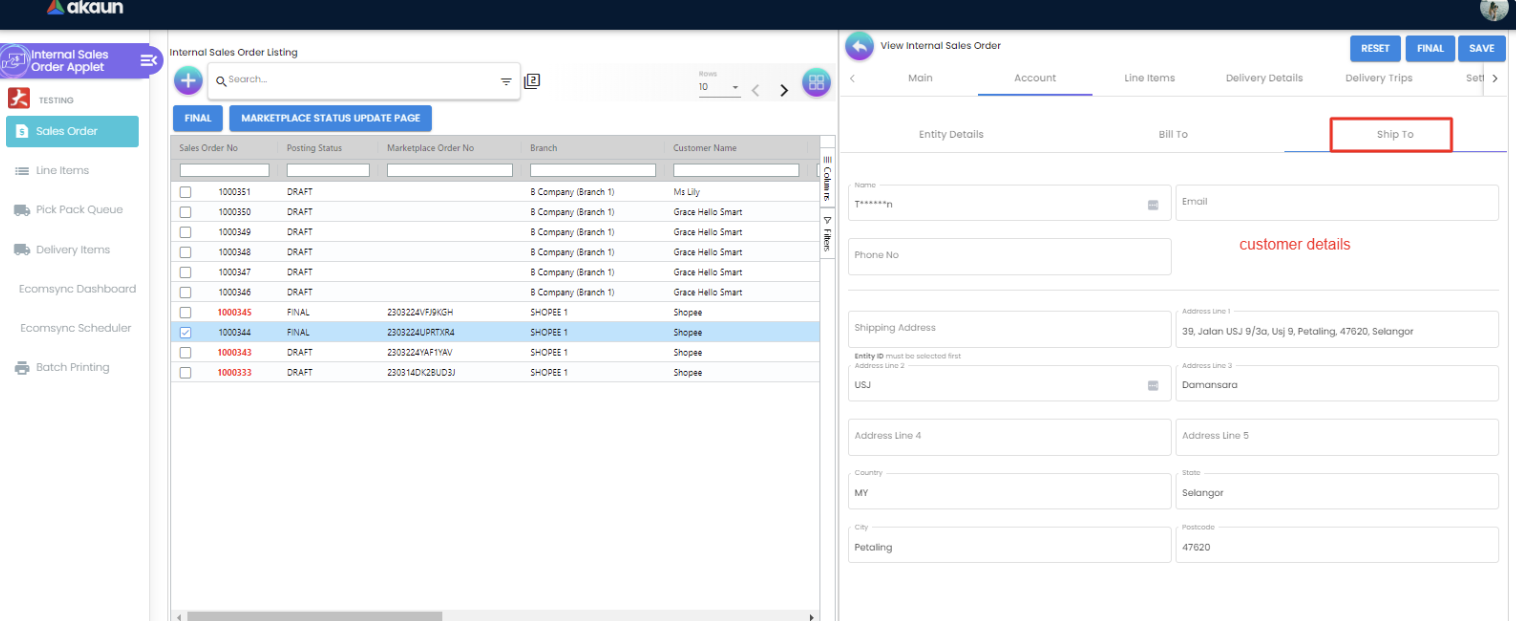 akaun
Internal Sales
Order Applet
TESTING
Sales Order
Line Items
Pick Pack Queue
Delivery Items
Ecomsync Dashboard
Ecomsync Scheduler
Batch Printing
Internal Sales Order Listing
Search...
2
Rows
10
FINAL
MARKETPLACE STATUS UPDATE PAGE
Sales Order No Posting Status Marketplace Order No Branch Customer Name
1000351 DRAFT B Company (Branch 1) Ms Lily
1000350 DRAFT B Company (Branch 1) Grace Hello Smart
1000349 DRAFT B Company (Branch 1) Grace Hello Smart
1000348 DRAFT B Company (Branch 1) Grace Hello Smart
1000347 DRAFT B Company (Branch 1) Grace Hello Smart
1000346 DRAFT B Company (Branch 1) Grace Hello Smart
1000345 FINAL 2303224VFJ9KGH SHOPEE 1 Shopee
1000344 FINAL 2303224UPRTXR4 SHOPEE 1 Shopee
1000343 DRAFT 2303224YAF1YAV SHOPEE 1 Shopee
1000333 DRAFT 230314DK2BUD3J SHOPEE 1 Shopee
Columns
Filters
View Internal Sales Order
RESET FINAL SAVE
Main Account Line Items Delivery Details Delivery Trips Sett
Entity Details Bill To Ship To
Name
T******n
Email
Phone No
customer details
Shipping Address
Address Line 1
39, Jalan USJ 9/3a, Usj 9, Petaling, 47620, Selangor
Entity ID must be selected first
Address Line 2
USJ
Address Line 3
Damansara
Address Line 4
Address Line 5
Country
MY
State
Selangor
City
Petaling
Postcode
47620